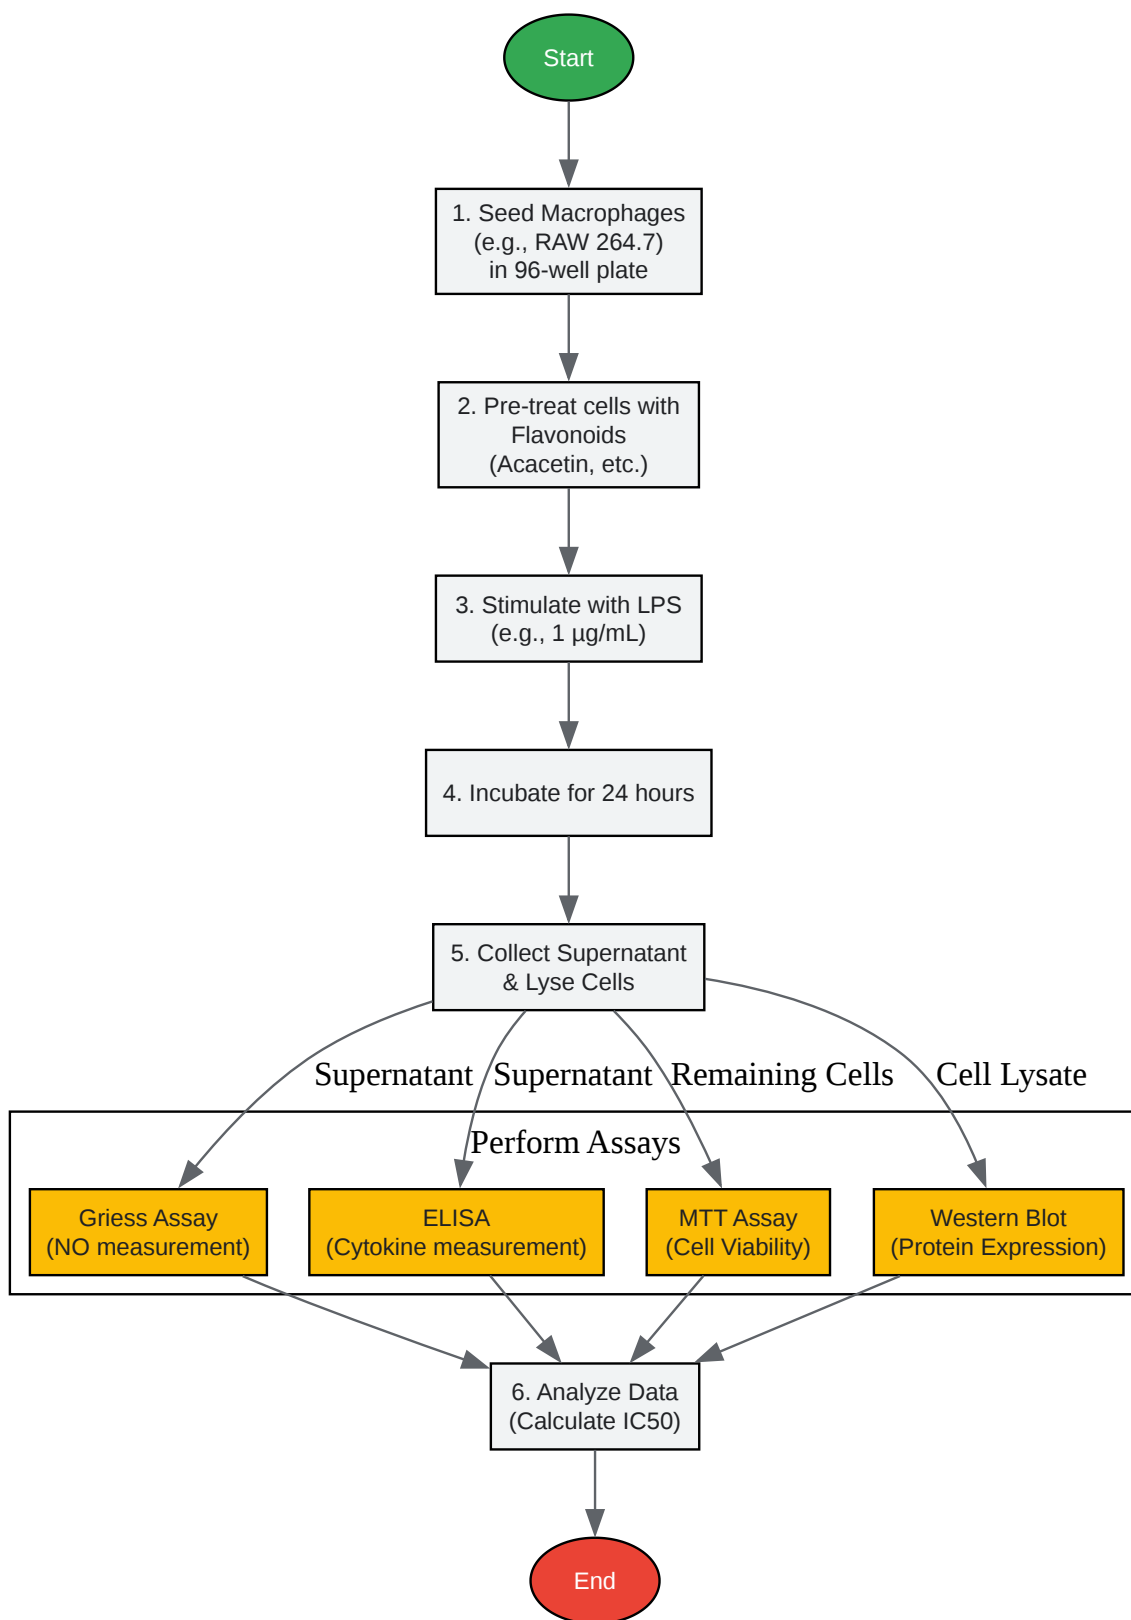 Start
1. Seed Macrophages
(e.g., RAW 264.7)
in 96-well plate
2. Pre-treat cells with
Flavonoids
(Acacetin, etc.)
3. Stimulate with LPS
(e.g., 1 µg/mL)
4. Incubate for 24 hours
5. Collect Supernatant
& Lyse Cells
Supernatant
Supernatant
Remaining Cells
Cell Lysate
Perform Assays
Griess Assay
(NO measurement)
ELISA
(Cytokine measurement)
MTT Assay
(Cell Viability)
Western Blot
(Protein Expression)
6. Analyze Data
(Calculate IC50)
End